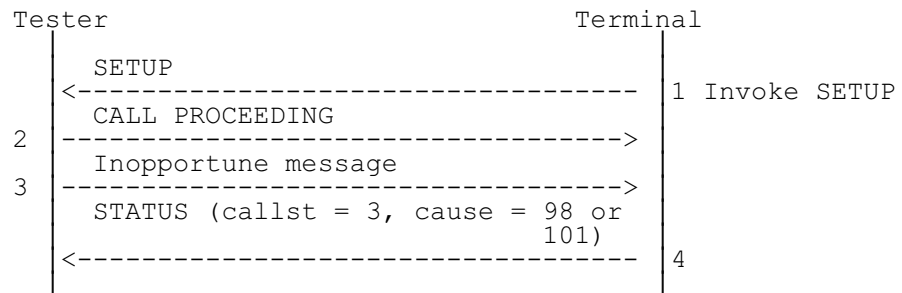 Tester Terminal
SETUP
<----------------------------------- 1 Invoke SETUP
CALL PROCEEDING
2 ----------------------------------->
Inopportune message
3 ----------------------------------->
STATUS (callst = 3, cause = 98 or
101)
<----------------------------------- 4